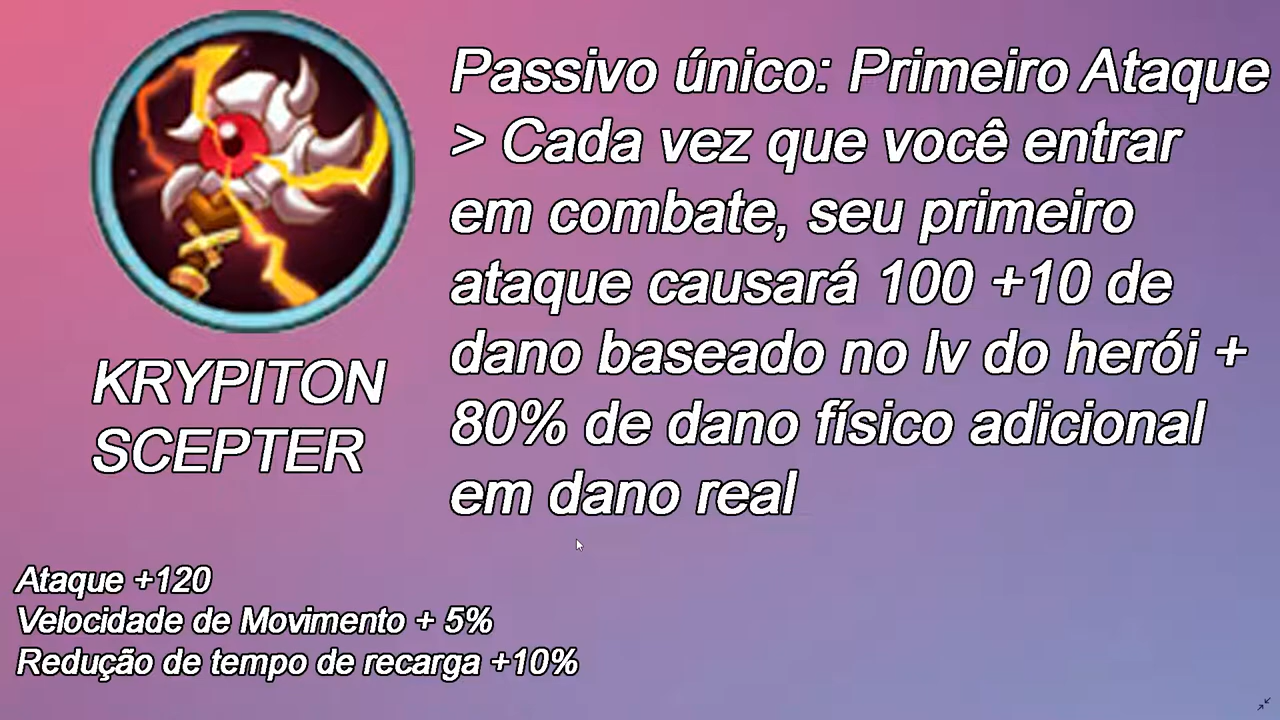 Passivo único: Primeiro Ataque
> Cada vez que você entrar
em combate, seu primeiro
ataque causará 100 +10 de
dano baseado no lv do herói +
80% de dano físico adicional
em dano real
KRYPITON
SCEPTER
Ataque +120
Velocidade de Movimento + 5%
Redução de tempo de recarga +10%